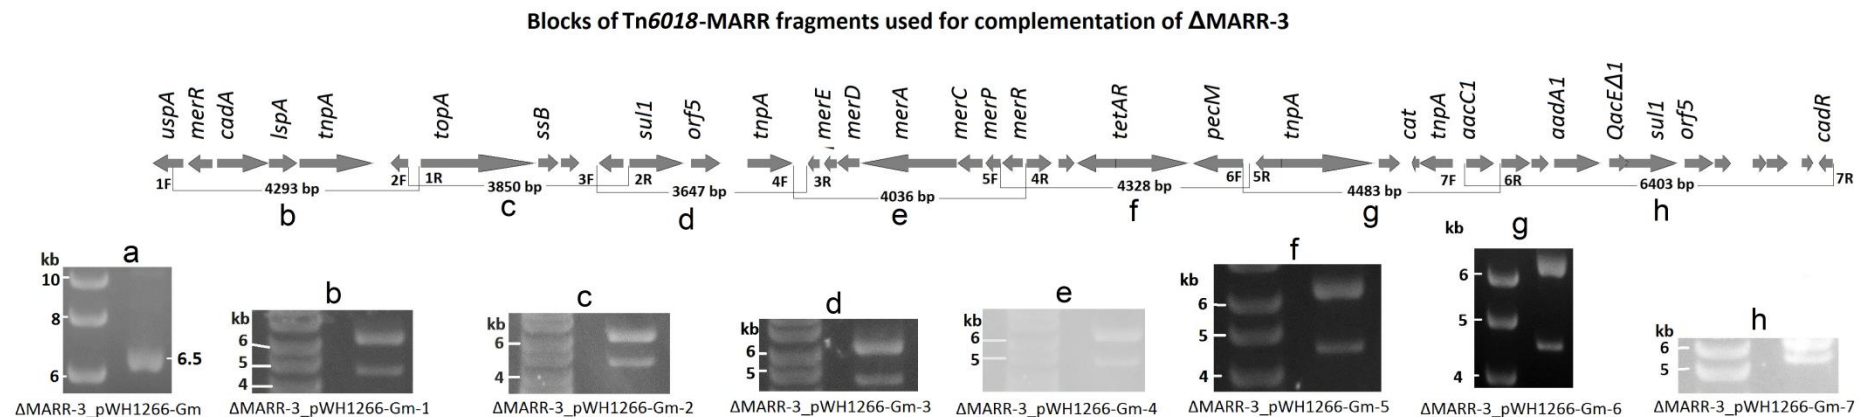 Blocks of Tn6018-MARR fragments used for complementation of ΔMARR-3
uspA merR cadA lspA tnpA topA ssB sul1 orf5 tnpA merE merD merA merC merP merR tetAR pecM tnpA cat tnpA aacC1 aadA1 QacEΔ1 sul1 orf5 cadR
1F 4293 bp 2F 1R 3850 bp 3F 2R 3647 bp 4F 3R 4036 bp 5F 4R 4328 bp 6F 5R 4483 bp 7F 6R 6403 bp 7R
b c d e f g h
a
kb
10
8
6
6.5
ΔMARR-3_pWH1266-Gm
b
kb
6
5
4
ΔMARR-3_pWH1266-Gm-1
c
kb
6
4
ΔMARR-3_pWH1266-Gm-2
d
kb
6
5
ΔMARR-3_pWH1266-Gm-3
e
kb
6
5
ΔMARR-3_pWH1266-Gm-4
f
kb
6
5
4
ΔMARR-3_pWH1266-Gm-5
g
kb
6
5
4
ΔMARR-3_pWH1266-Gm-6
h
kb
6
5
ΔMARR-3_pWH1266-Gm-7